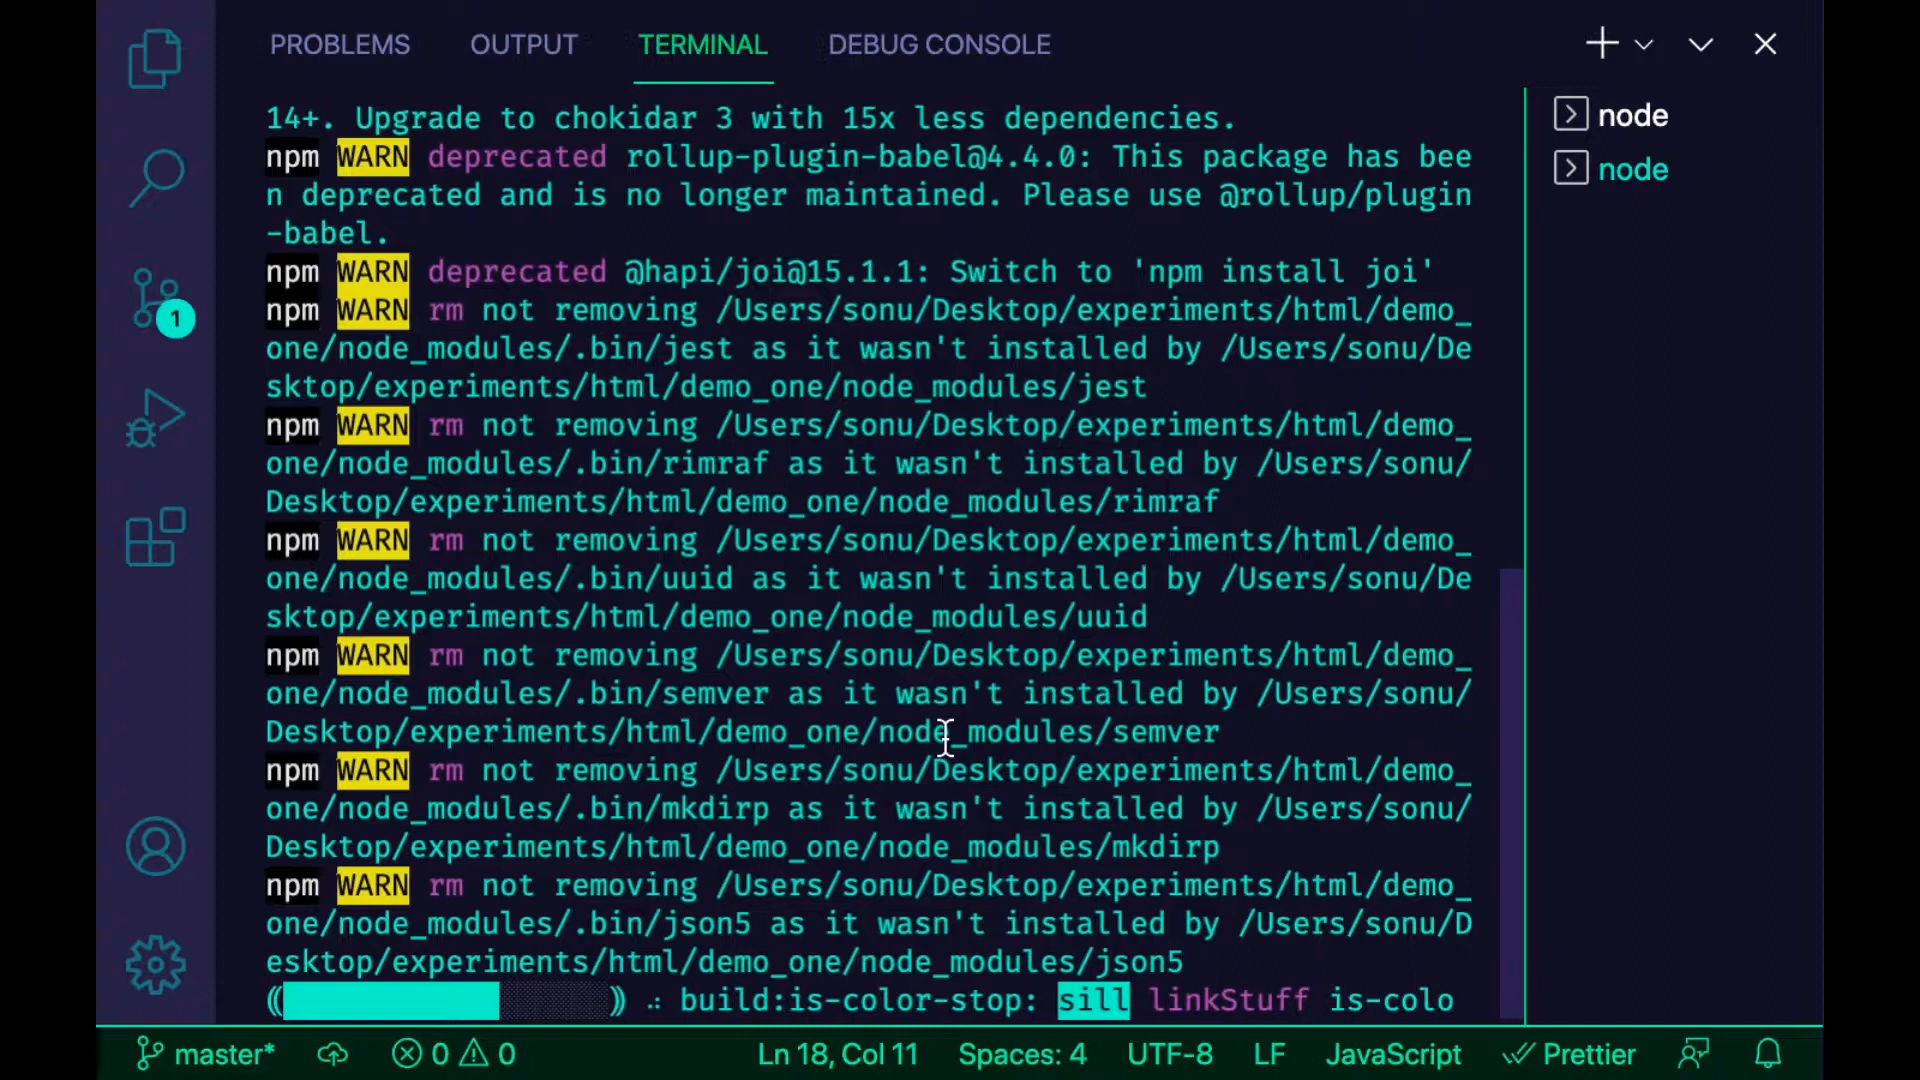 PROBLEMS OUTPUT TERMINAL DEBUG CONSOLE
14+. Upgrade to chokidar 3 with 15x less dependencies.
npm WARN deprecated rollup-plugin-babel@4.4.0: This package has bee
n deprecated and is no longer maintained. Please use @rollup/plugin
-babel.
npm WARN deprecated @hapi/joi@15.1.1: Switch to 'npm install joi'
npm WARN rm not removing /Users/sonu/Desktop/experiments/html/demo_
one/node_modules/.bin/jest as it wasn't installed by /Users/sonu/De
sktop/experiments/html/demo_one/node_modules/jest
npm WARN rm not removing /Users/sonu/Desktop/experiments/html/demo_
one/node_modules/.bin/rimraf as it wasn't installed by /Users/sonu/
Desktop/experiments/html/demo_one/node_modules/rimraf
npm WARN rm not removing /Users/sonu/Desktop/experiments/html/demo_
one/node_modules/.bin/uuid as it wasn't installed by /Users/sonu/De
sktop/experiments/html/demo_one/node_modules/uuid
npm WARN rm not removing /Users/sonu/Desktop/experiments/html/demo_
one/node_modules/.bin/semver as it wasn't installed by /Users/sonu/
Desktop/experiments/html/demo_one/node_modules/semver
npm WARN rm not removing /Users/sonu/Desktop/experiments/html/demo_
one/node_modules/.bin/mkdirp as it wasn't installed by /Users/sonu/
Desktop/experiments/html/demo_one/node_modules/mkdirp
npm WARN rm not removing /Users/sonu/Desktop/experiments/html/demo_
one/node_modules/.bin/json5 as it wasn't installed by /Users/sonu/D
esktop/experiments/html/demo_one/node_modules/json5
build:is-color-stop: sill linkStuff is-colo
node
node
1
master* 0 0 Ln 18, Col 11 Spaces: 4 UTF-8 LF JavaScript Prettier